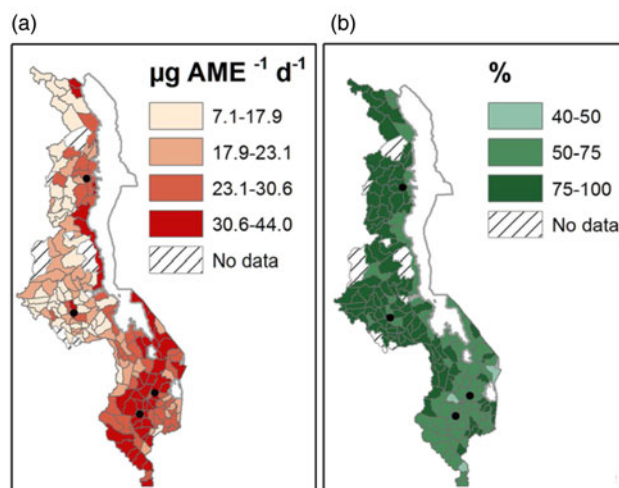 (a)
µg AME ⁻¹ d⁻¹
7.1-17.9
17.9-23.1
23.1-30.6
30.6-44.0
No data
(b)
%
40-50
50-75
75-100
No data